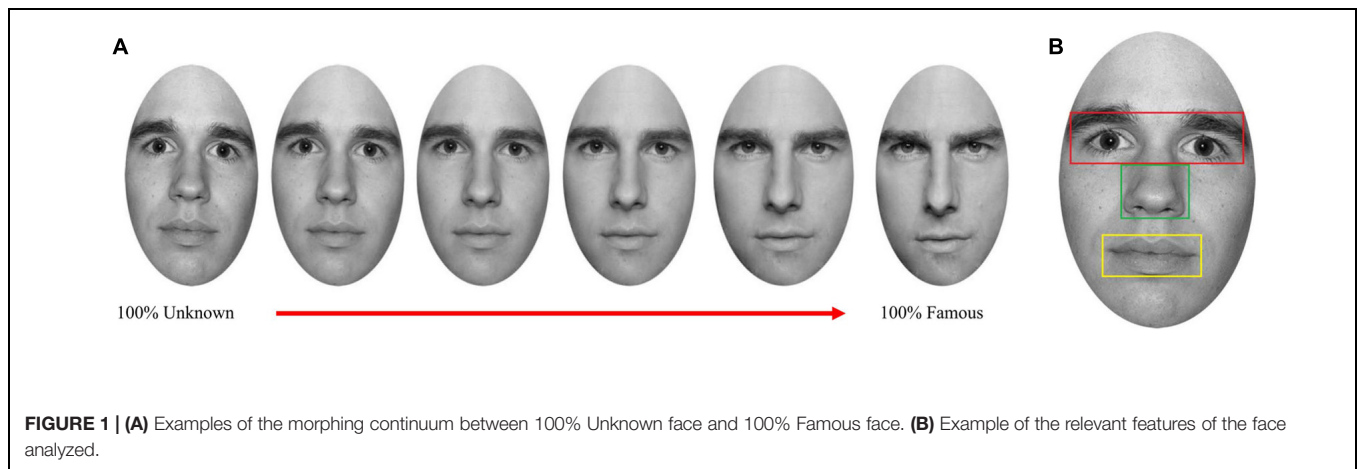 A
B
100% Unknown
100% Famous
FIGURE 1 | (A) Examples of the morphing continuum between 100% Unknown face and 100% Famous face. (B) Example of the relevant features of the face
analyzed.